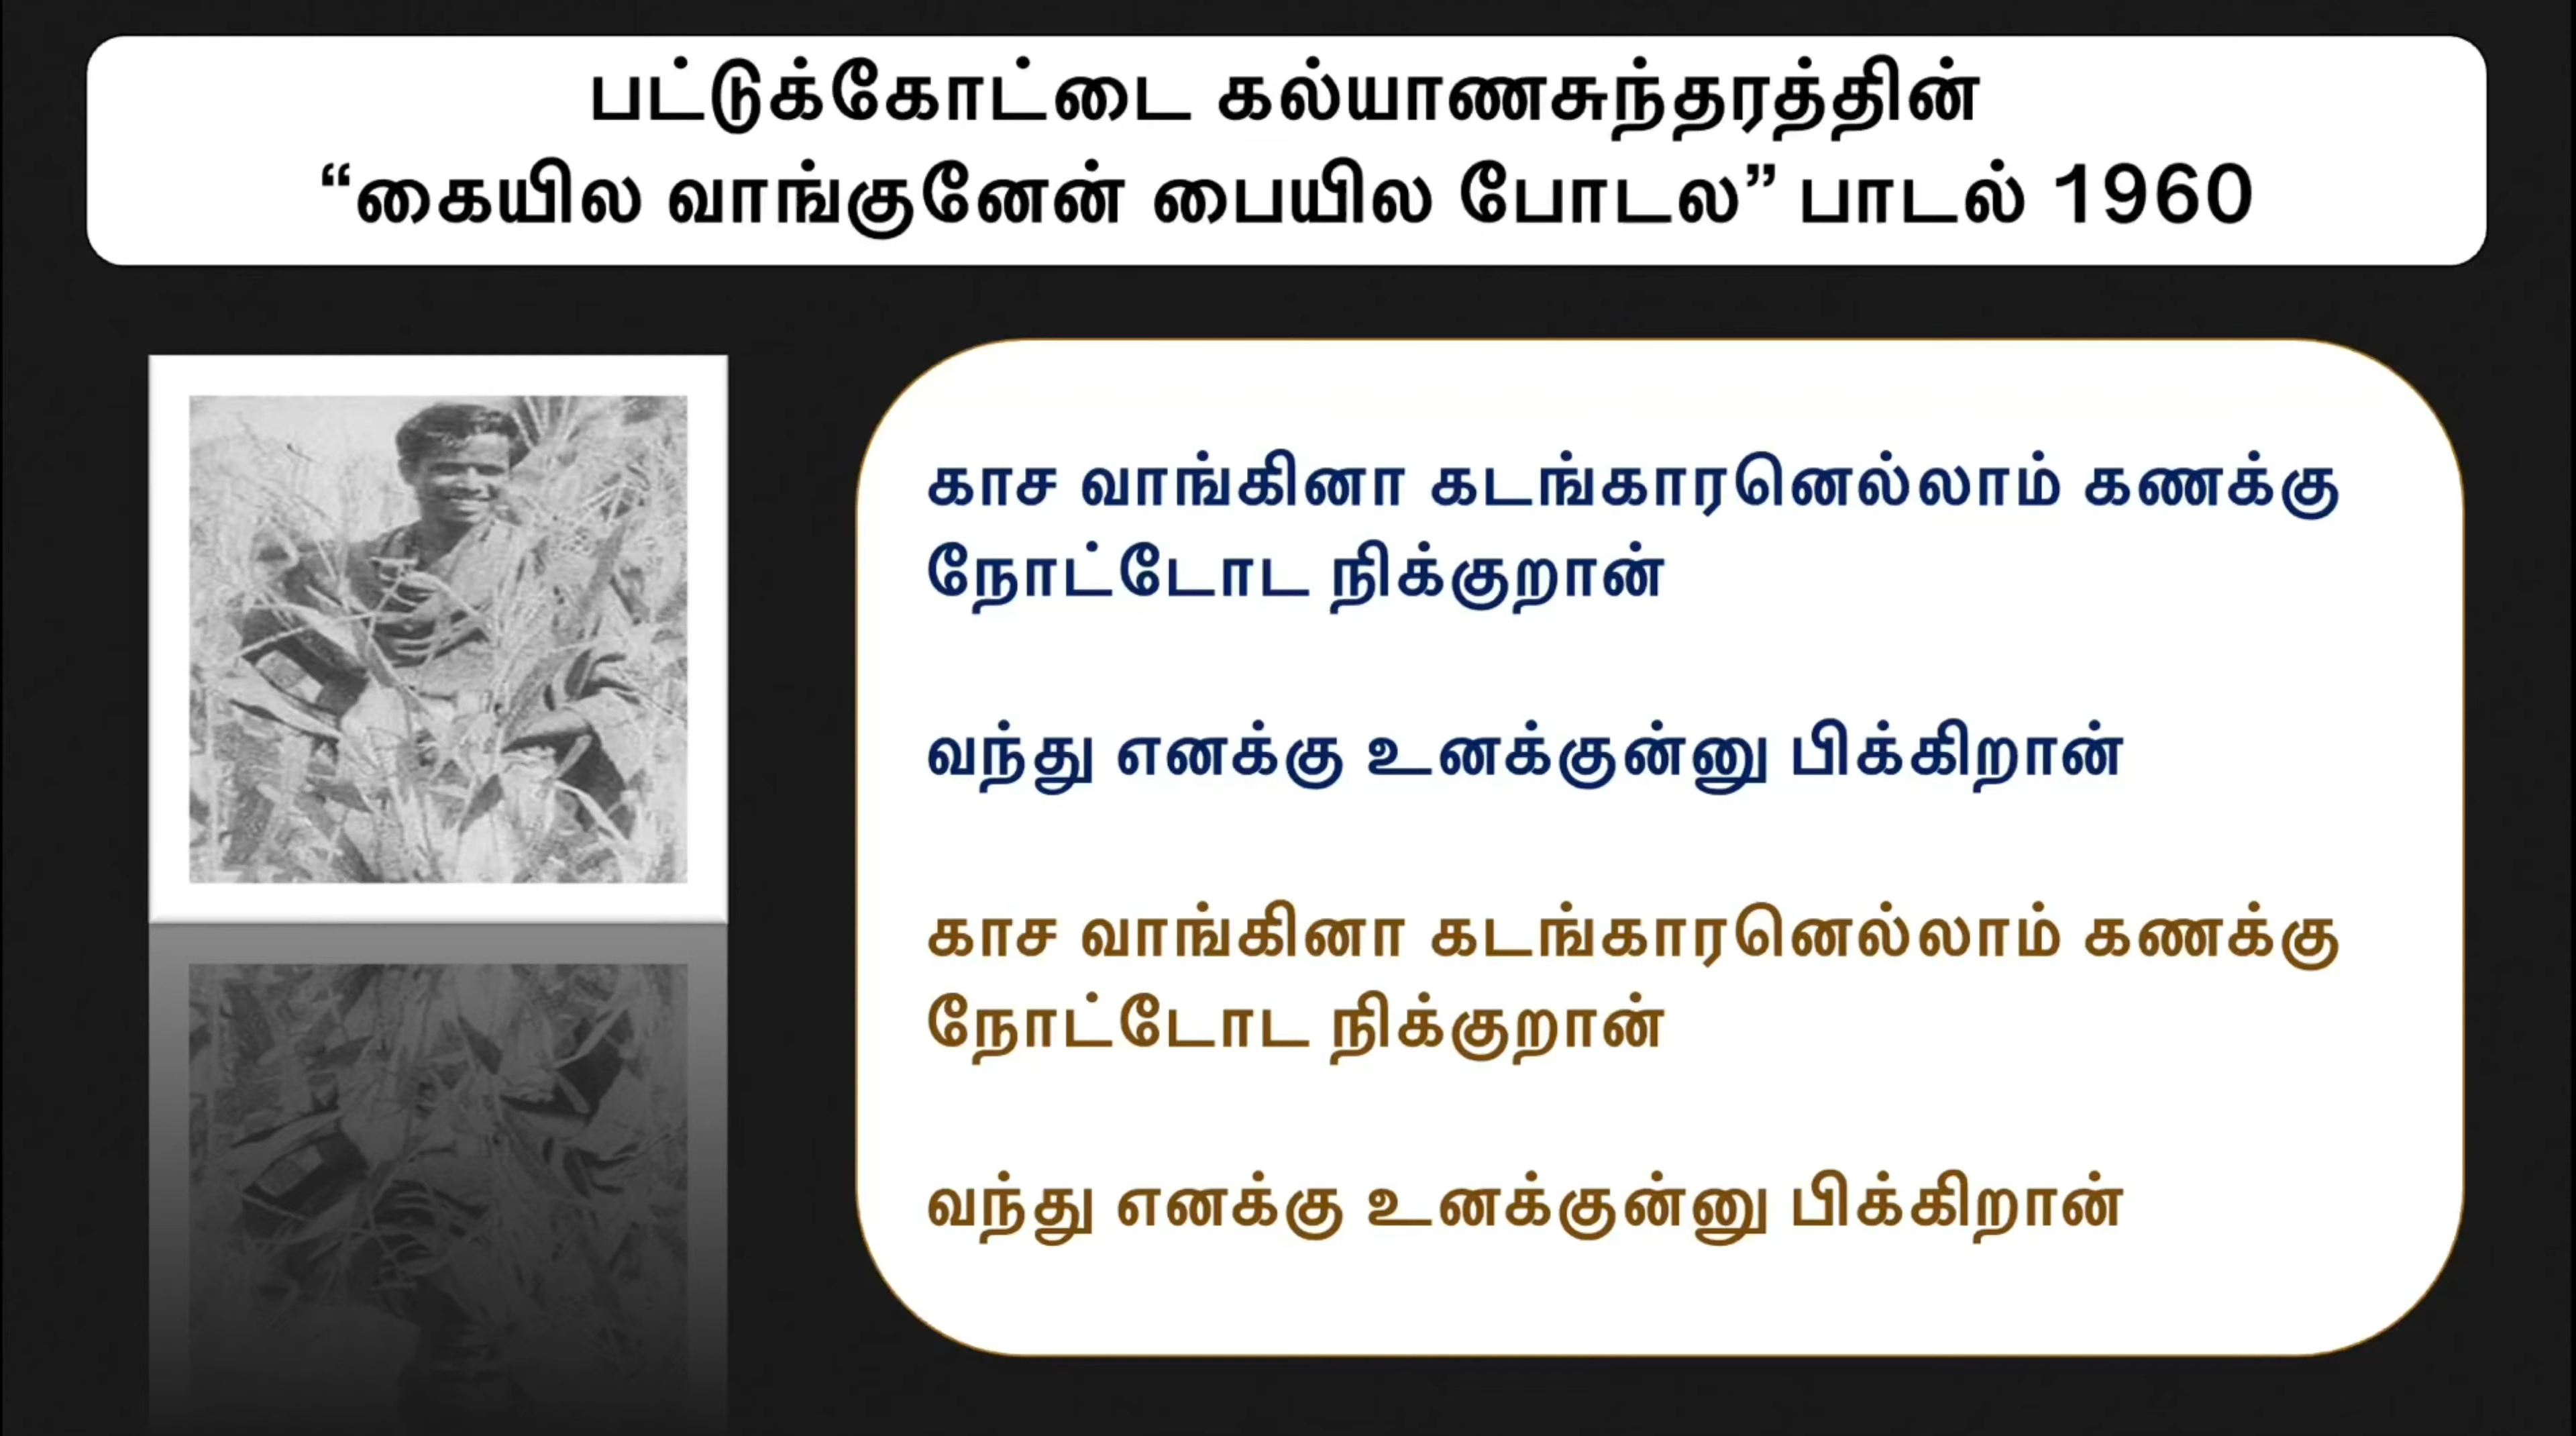 பட்டுக்கோட்டை கல்யாணசுந்தரத்தின்
“கையில வாங்குனேன் பையில போடல” பாடல் 1960
காச வாங்கினா கடங்காரனெல்லாம் கணக்கு
நோட்டோட நிக்குறான்
வந்து எனக்கு உனக்குன்னு பிக்கிறான்
காச வாங்கினா கடங்காரனெல்லாம் கணக்கு
நோட்டோட நிக்குறான்
வந்து எனக்கு உனக்குன்னு பிக்கிறான்